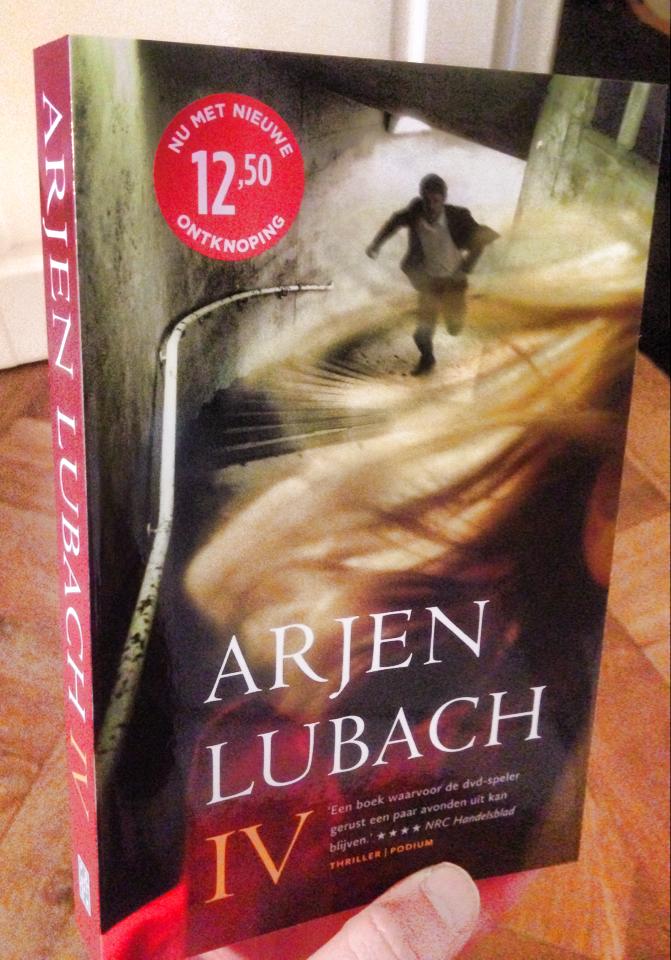 ARJEN LUBACH IV
NU MET NIEUWE
12,50
ONTKNOPING
ARJEN
LUBACH
IV
'Een boek waarvoor de dvd-speler
gerust een paar avonden uit kan
blijven.' ★★★★ NRC Handelsblad
THRILLER | PODIUM